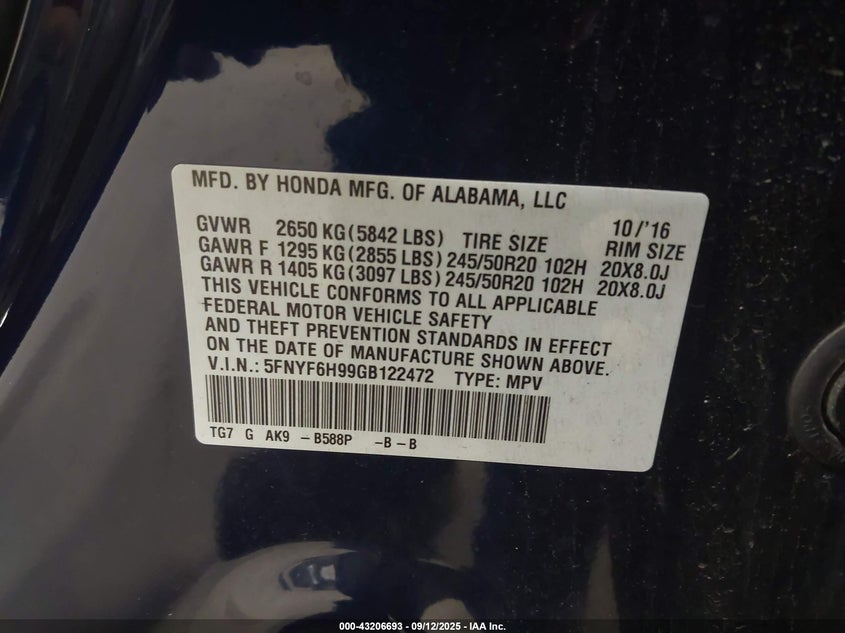 MFD. BY HONDA MFG. OF ALABAMA, LLC
10/'16
GVWR 2650 KG(5842 LBS) TIRE SIZE RIM SIZE
GAWR F 1295 KG(2855 LBS) 245/50R20 102H 20X8.0J
GAWR R 1405 KG(3097 LBS) 245/50R20 102H 20X8.0J
THIS VEHICLE CONFORMS TO ALL APPLICABLE
FEDERAL MOTOR VEHICLE SAFETY
AND THEFT PREVENTION STANDARDS IN EFFECT
ON THE DATE OF MANUFACTURE SHOWN ABOVE.
V.I.N.: 5FNYF6H99GB122472 TYPE: MPV
TG7 G AK9 -B588P -B-B
000-43206693 - 09/12/2025 - IAA Inc.